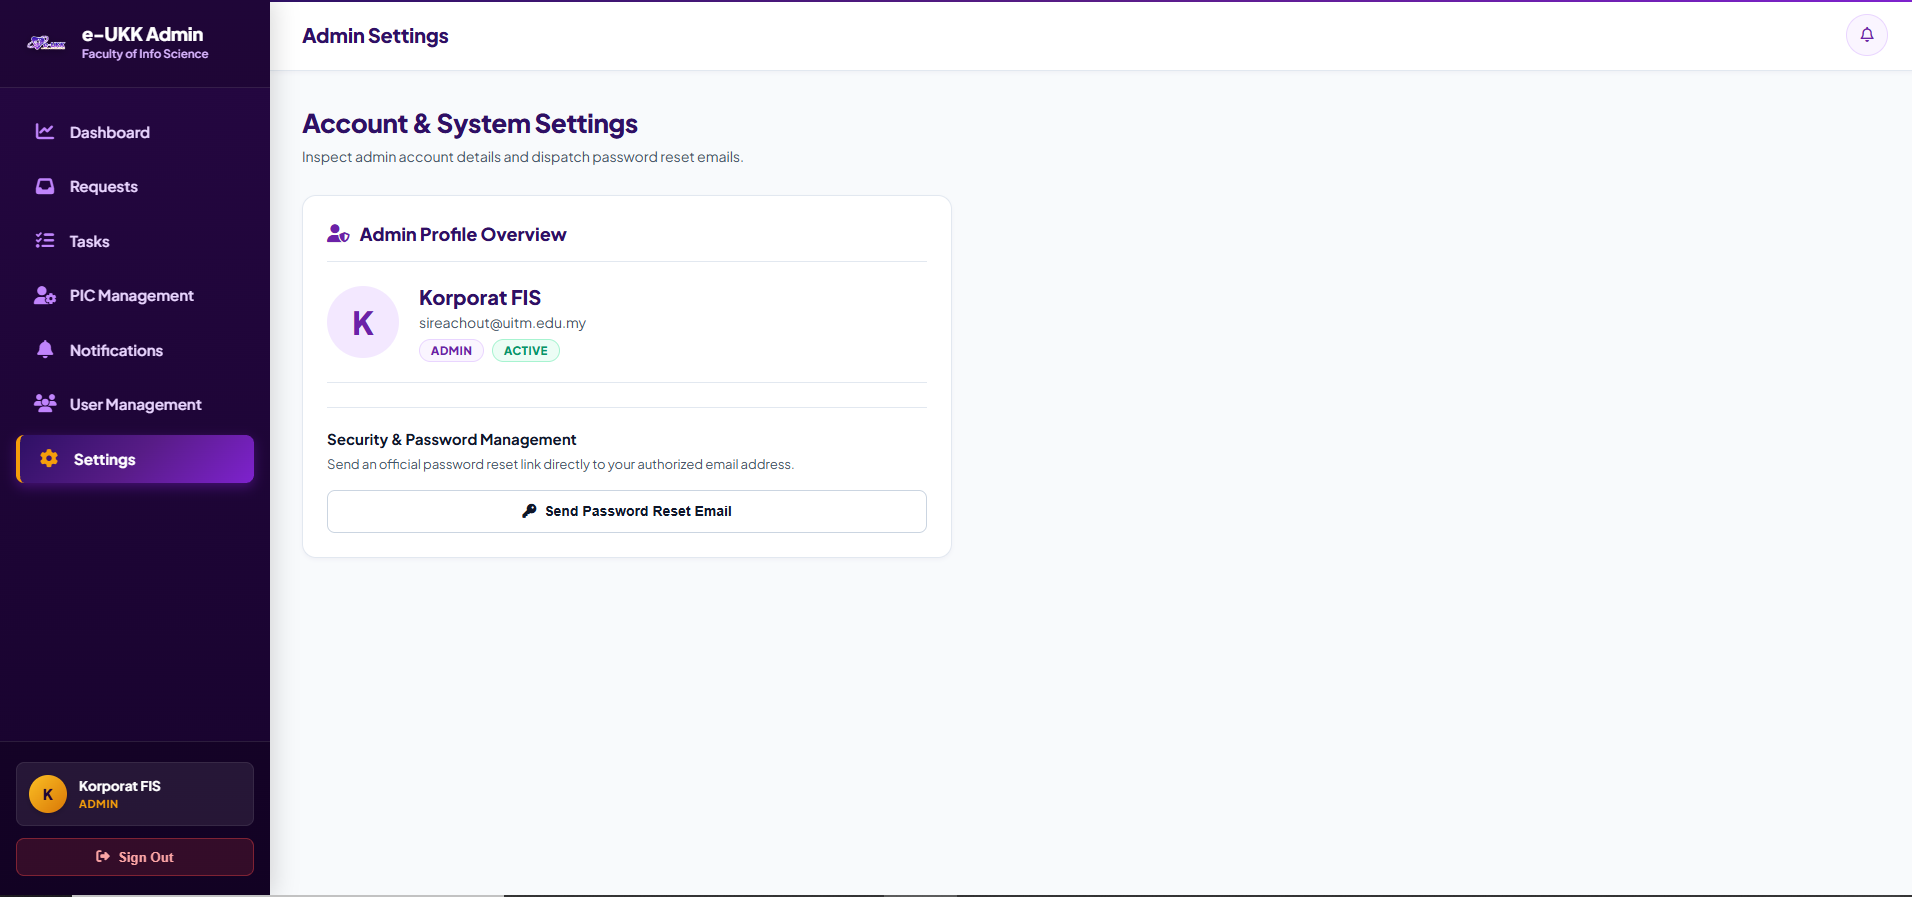 e-UKK Admin
Faculty of Info Science
Dashboard
Requests
Tasks
PIC Management
Notifications
User Management
Settings
Korporat FIS
ADMIN
K
Sign Out
Admin Settings
Account & System Settings
Inspect admin account details and dispatch password reset emails.
Admin Profile Overview
K
Korporat FIS
sireachout@uitm.edu.my
ADMIN ACTIVE
Security & Password Management
Send an official password reset link directly to your authorized email address.
Send Password Reset Email